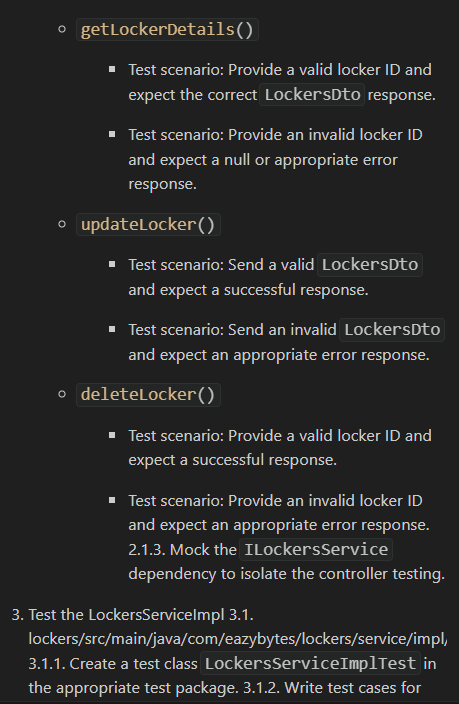 getLockerDetails()
Test scenario: Provide a valid locker ID and
expect the correct LockersDto response.
Test scenario: Provide an invalid locker ID
and expect a null or appropriate error
response.
updateLocker()
Test scenario: Send a valid LockersDto
and expect a successful response.
Test scenario: Send an invalid LockersDto
and expect an appropriate error response.
deleteLocker()
Test scenario: Provide a valid locker ID and
expect a successful response.
Test scenario: Provide an invalid locker ID
and expect an appropriate error response.
2.1.3. Mock the ILockersService
dependency to isolate the controller testing.
3. Test the LockersServiceImpl 3.1.
lockers/src/main/java/com/eazybytes/lockers/service/impl/
3.1.1. Create a test class LockersServiceImplTest in
the appropriate test package. 3.1.2. Write test cases for